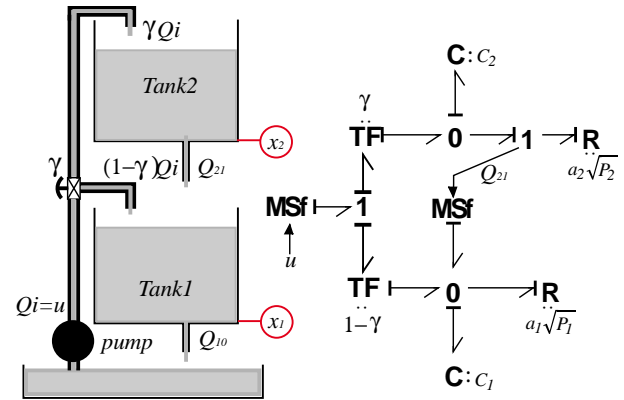 γQi
Tank2
x2
γ
(1−γ)Qi
Q21
Tank1
Qi=u
x1
pump
Q10
C:C2
γ
TF
0
1
R
a2√P2
Q21
MSf
1
MSf
u
TF
0
R
1−γ
a1√P1
C:C1